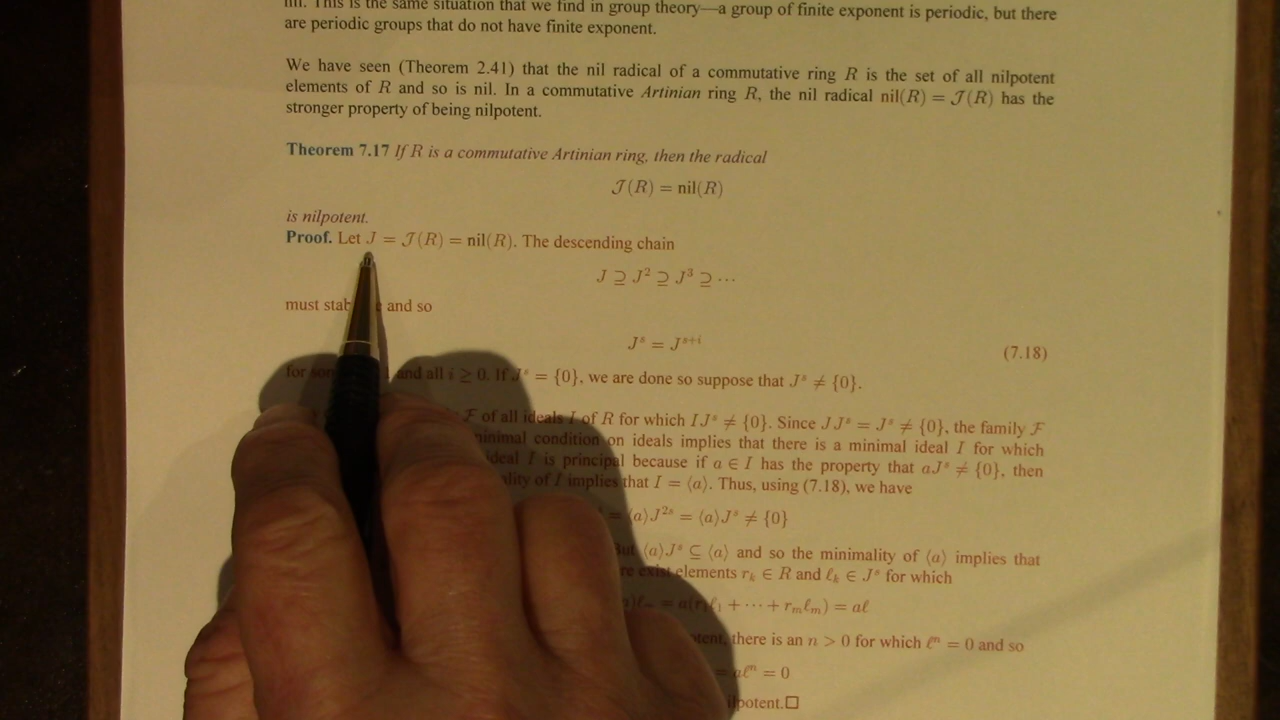 This is the same situation that we find in group theory—a group of finite exponent is periodic, but there
are periodic groups that do not have finite exponent.
We have seen (Theorem 2.41) that the nil radical of a commutative ring R is the set of all nilpotent
elements of R and so is nil. In a commutative Artinian ring R, the nil radical nil(R) = 𝒥(R) has the
stronger property of being nilpotent.
Theorem 7.17 If R is a commutative Artinian ring, then the radical
𝒥(R) = nil(R)
is nilpotent.
Proof. Let J = 𝒥(R) = nil(R). The descending chain
J ⊇ J² ⊇ J³ ⊇ ⋯
must and so
Jˢ = Jˢ⁺ⁱ (7.18)
for and all i ≥ 0. If Jˢ = {0}, we are done so suppose that Jˢ ≠ {0}.
ℱ of all ideals I of R for which IJˢ ≠ {0}. Since JJˢ = Jˢ ≠ {0}, the family ℱ
condition on ideals implies that there is a minimal ideal I for which
ideal I is principal because if a ∈ I has the property that aJˢ ≠ {0}, then
of I implies that I = ⟨a⟩. Thus, using (7.18), we have
= ⟨a⟩J²ˢ = ⟨a⟩Jˢ ≠ {0}
But ⟨a⟩Jˢ ⊆ ⟨a⟩ and so the minimality of ⟨a⟩ implies that
exist elements rₖ ∈ R and ℓₖ ∈ Jˢ for which
= a(r₁ℓ₁ + ⋯ + rₘℓₘ) = aℓ
there is an n > 0 for which ℓⁿ = 0 and so
= aℓⁿ = 0
□